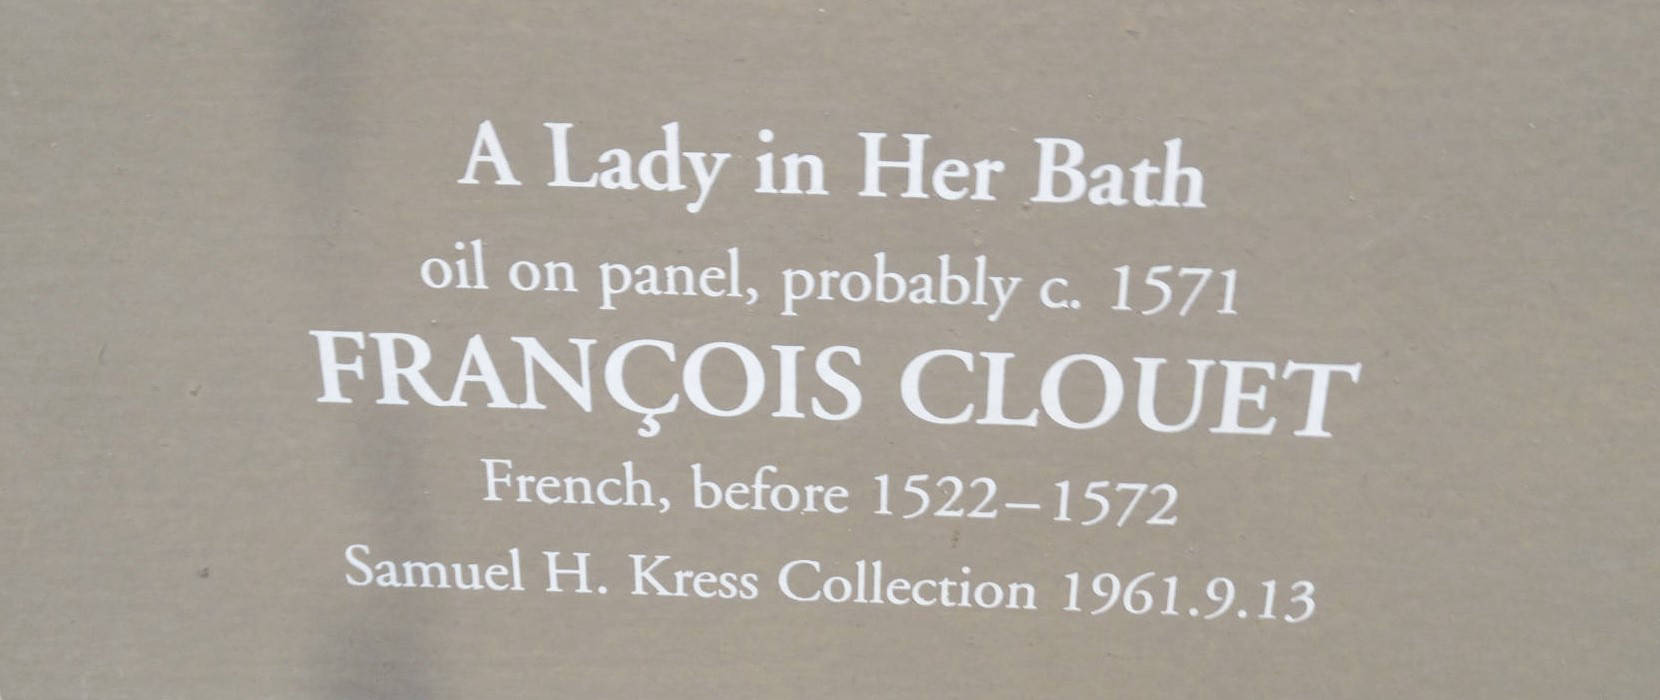 A Lady in Her Bath
oil on panel, probably c. 1571
FRANÇOIS CLOUET
French, before 1522–1572
Samuel H. Kress Collection 1961.9.13